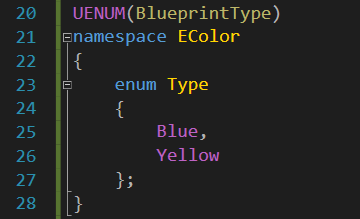 20 UENUM(BlueprintType)
21 namespace EColor
22 {
23     enum Type
24     {
25         Blue,
26         Yellow
27     };
28 }